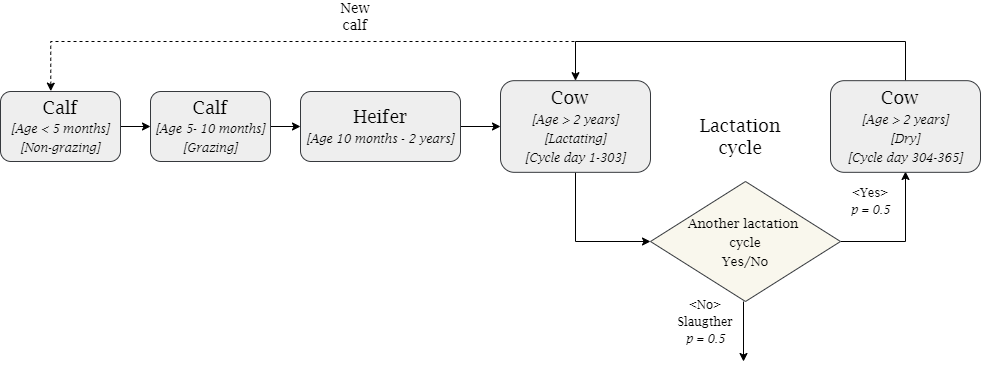 New
calf
Calf
[Age < 5 months]
[Non-grazing]
Calf
[Age 5- 10 months]
[Grazing]
Heifer
[Age 10 months - 2 years]
Cow
[Age > 2 years]
[Lactating]
[Cycle day 1-303]
Lactation
cycle
Cow
[Age > 2 years]
[Dry]
[Cycle day 304-365]
<Yes>
p = 0.5
Another lactation
cycle
Yes/No
<No>
Slaugther
p = 0.5